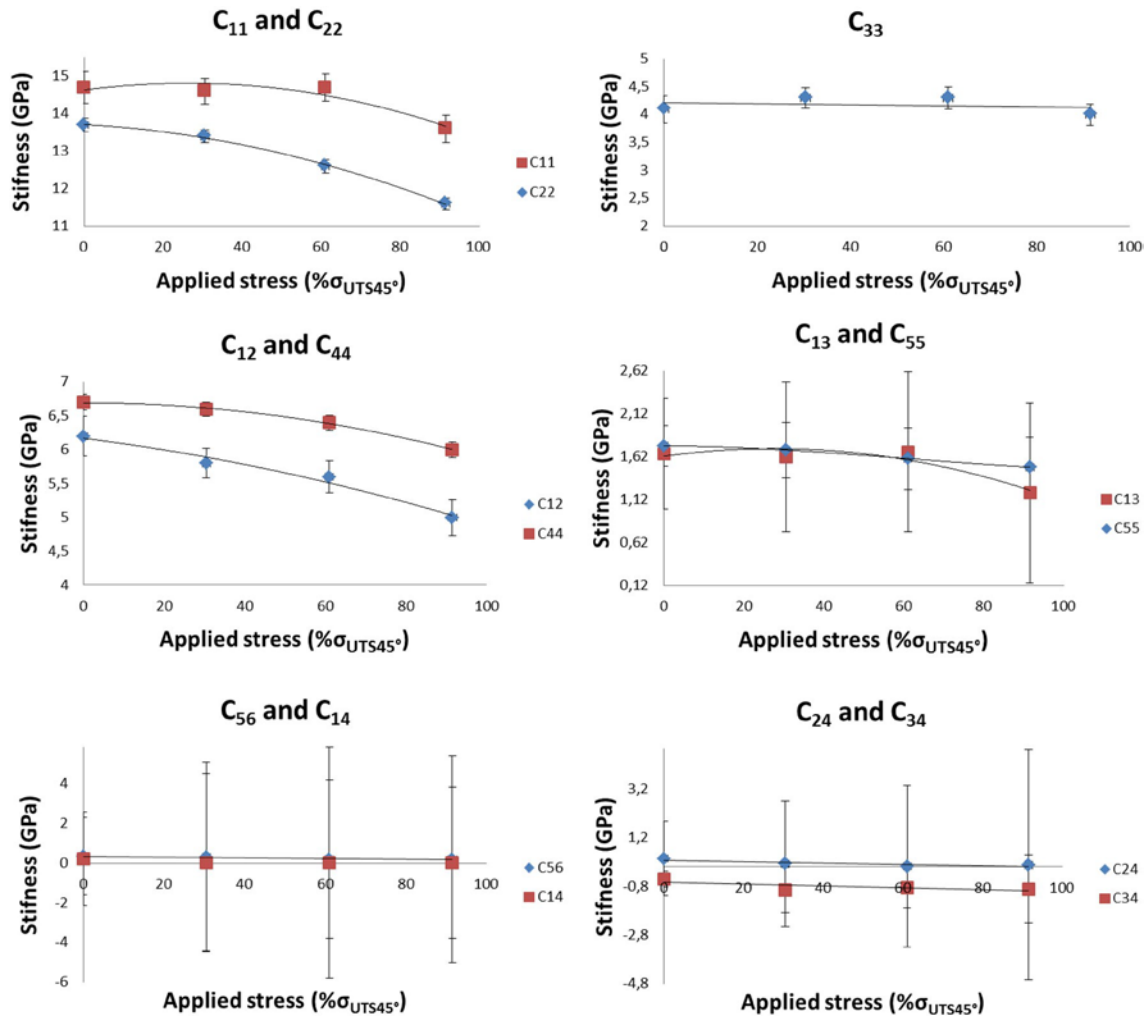 C11 and C22
Stifness (GPa)
15
14
13
12
11
0 20 40 60 80 100
Applied stress (%σUTS45°)
C11
C22
C33
Stifness (GPa)
5
4,5
4
3,5
3
2,5
2
0 20 40 60 80 100
Applied stress (%σUTS45°)
C12 and C44
Stifness (GPa)
7
6,5
6
5,5
5
4,5
4
0 20 40 60 80 100
Applied stress (%σUTS45°)
C12
C44
C13 and C55
Stifness (GPa)
2,62
2,12
1,62
1,12
0,62
0,12
0 20 40 60 80 100
Applied stress (%σUTS45°)
C13
C55
C56 and C14
Stifness (GPa)
4
2
0
-2
-4
-6
0 20 40 60 80 100
Applied stress (%σUTS45°)
C56
C14
C24 and C34
Stifness (GPa)
3,2
1,2
-0,8
-2,8
-4,8
0 20 40 60 80 100
Applied stress (%σUTS45°)
C24
C34